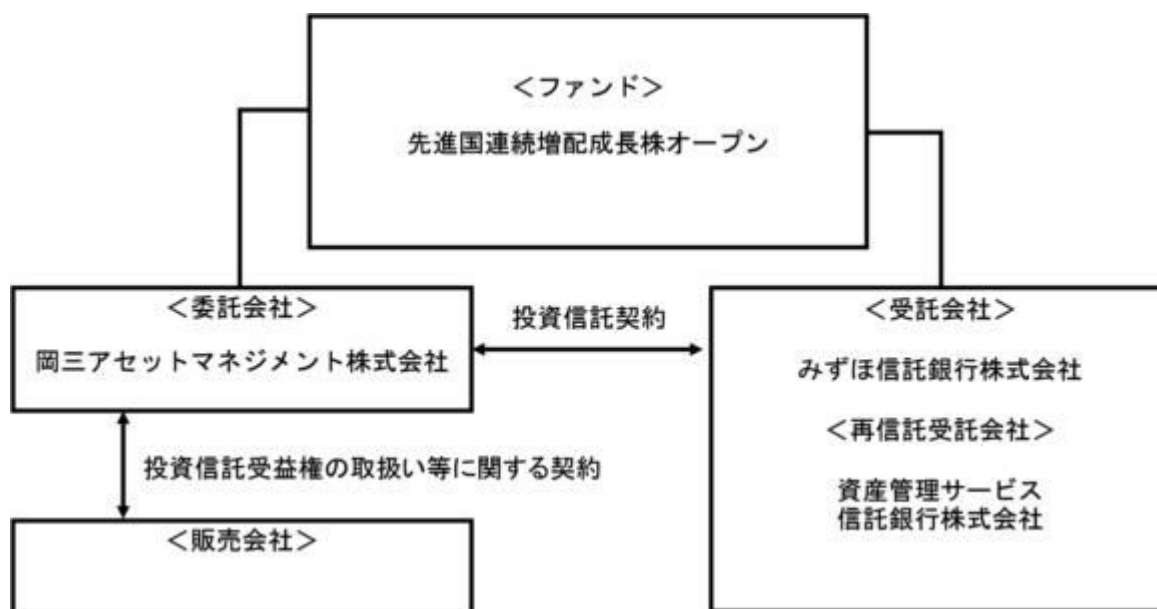 ＜ファンド＞
先進国連続増配成長株オープン
＜委託会社＞
岡三アセットマネジメント株式会社
投資信託契約
＜受託会社＞
みずほ信託銀行株式会社
＜再信託受託会社＞
資産管理サービス
信託銀行株式会社
投資信託受益権の取扱い等に関する契約
＜販売会社＞